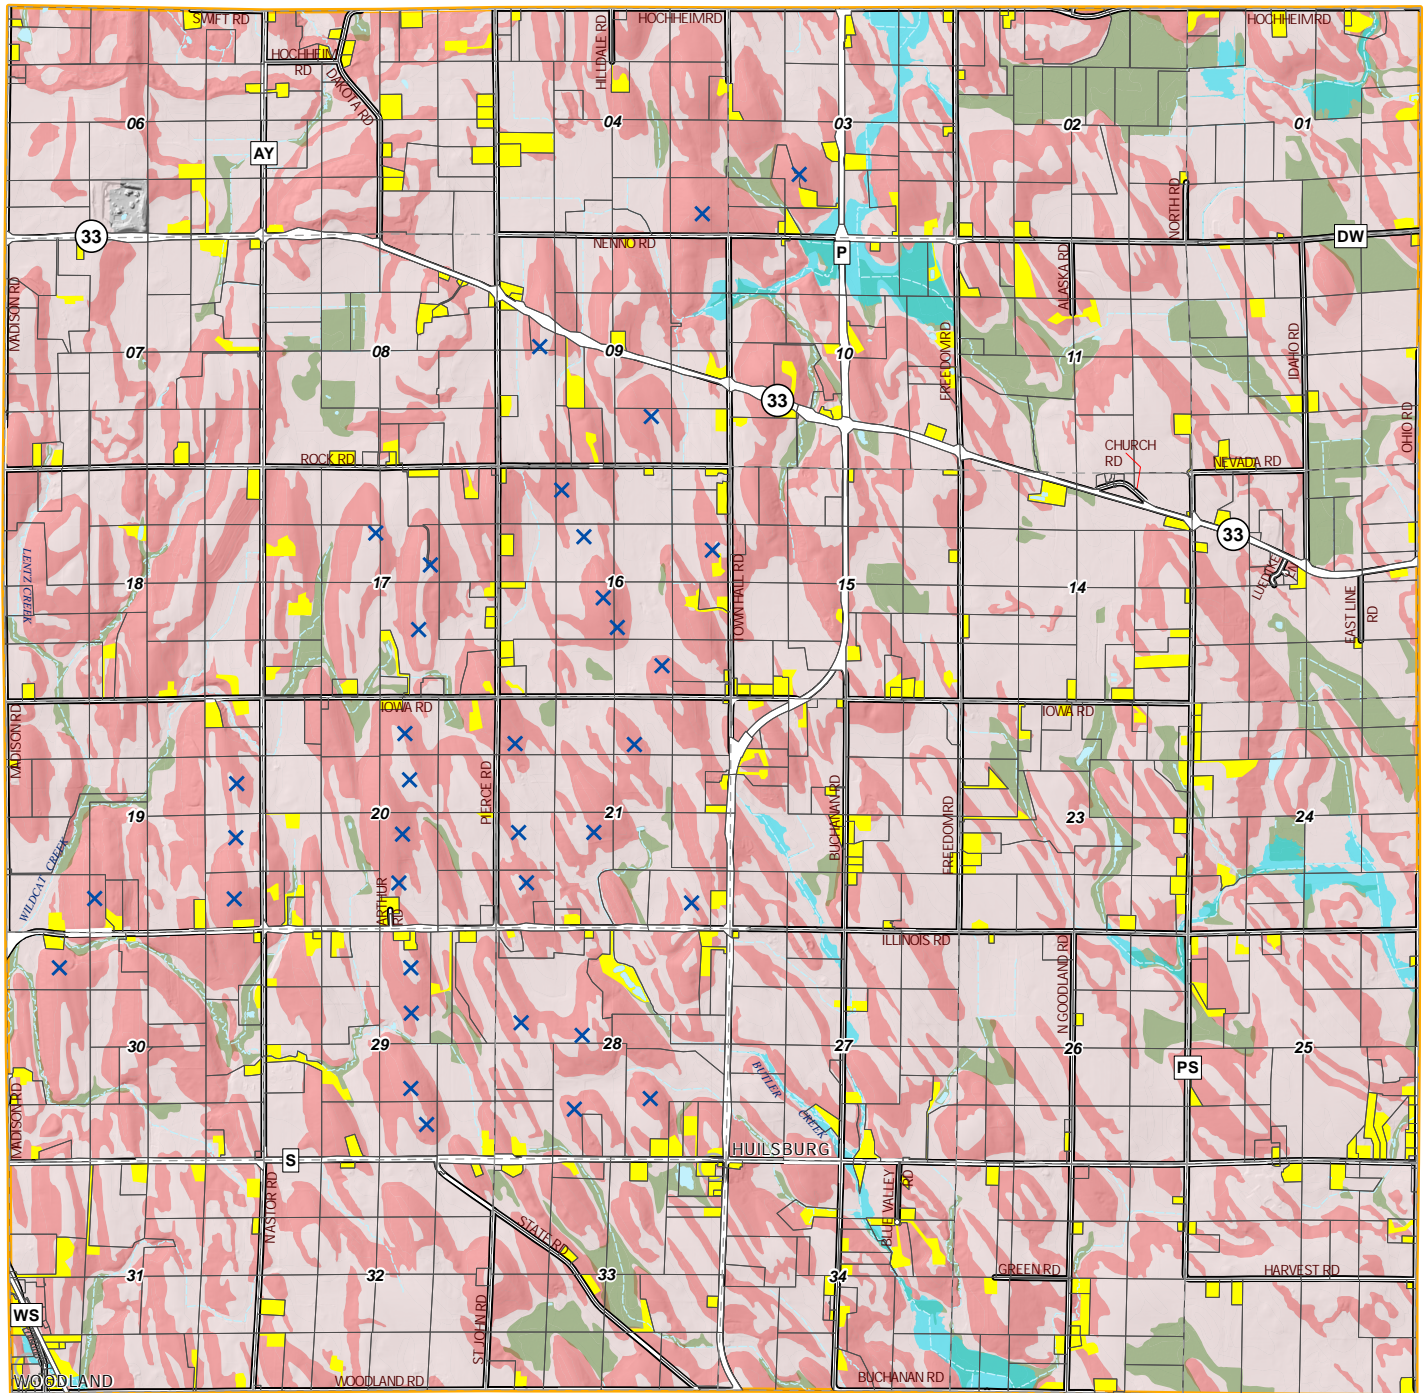 SWIFT RD
HOCHHEIM
RD
DAKOTA RD
HILLDALE RD
HOCHHEIM RD
HOCHHEIM RD
06
AY
04
03
02
01
NORTH RD
33
NENNO RD
P
DW
MADISON RD
ALASKA RD
07
08
09
10
11
FREEDOM RD
IDAHO RD
33
OHIO RD
ROCK RD
CHURCH
RD
NEVADA RD
33
LENTZ CREEK
18
17
16
TOWN HALL RD
15
14
LUEDTKE
LN
EAST LINE
RD
MADISON RD
IOWA RD
IOWA RD
PIERCE RD
BUCHANAN RD
FREEDOM RD
19
20
21
23
24
WILDCAT CREEK
ARTHUR
RD
ILLINOIS RD
N GOODLAND RD
30
29
28
27
26
25
PS
MADISON RD
BUTLER
CREEK
HUILSBURG
S
N ASTOR RD
STATE RD
BLUE VALLEY
RD
GREEN RD
HARVEST RD
31
32
33
34
WS
ST JOHN RD
WOODLAND
WOODLAND RD
BUCHANAN RD